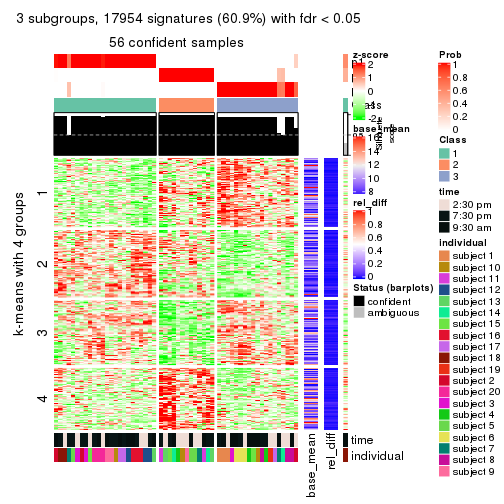 3 subgroups, 17954 signatures (60.9%) with fdr < 0.05
56 confident samples
k-means with 4 groups
1
2
3
4
z-score
2
1
0
-1
-2
base_mean
16
14
12
10
8
rel_diff
1
0.8
0.6
0.4
0.2
0
Status (barplots)
confident
ambiguous
Prob
1
0.8
0.6
0.4
0.2
0
Class
1
2
3
time
2:30 pm
7:30 pm
9:30 am
individual
subject 1
subject 10
subject 11
subject 12
subject 13
subject 14
subject 15
subject 16
subject 17
subject 18
subject 19
subject 2
subject 20
subject 3
subject 4
subject 5
subject 6
subject 7
subject 8
subject 9
time
individual
base_mean
rel_diff